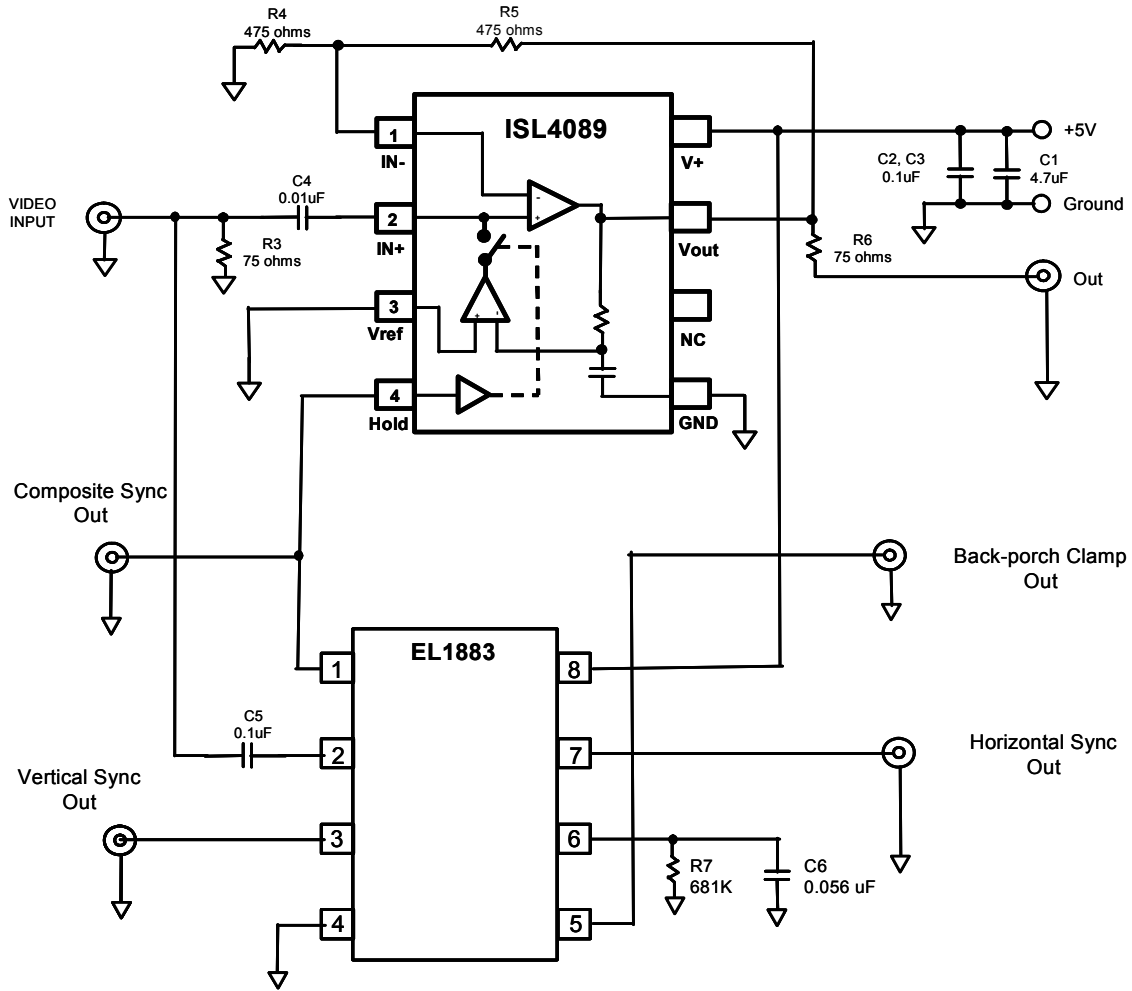 R4
475 ohms
R5
475 ohms
ISL4089
1
IN-
V+
+5V
C2, C3
0.1uF
C1
4.7uF
Ground
VIDEO
INPUT
C4
0.01uF
R3
75 ohms
2
IN+
-
+
Vout
R6
75 ohms
Out
3
Vref
+
-
NC
4
Hold
GND
Composite Sync
Out
Back-porch Clamp
Out
EL1883
1
8
C5
0.1uF
2
7
Horizontal Sync
Out
Vertical Sync
Out
3
6
R7
681K
C6
0.056 uF
4
5